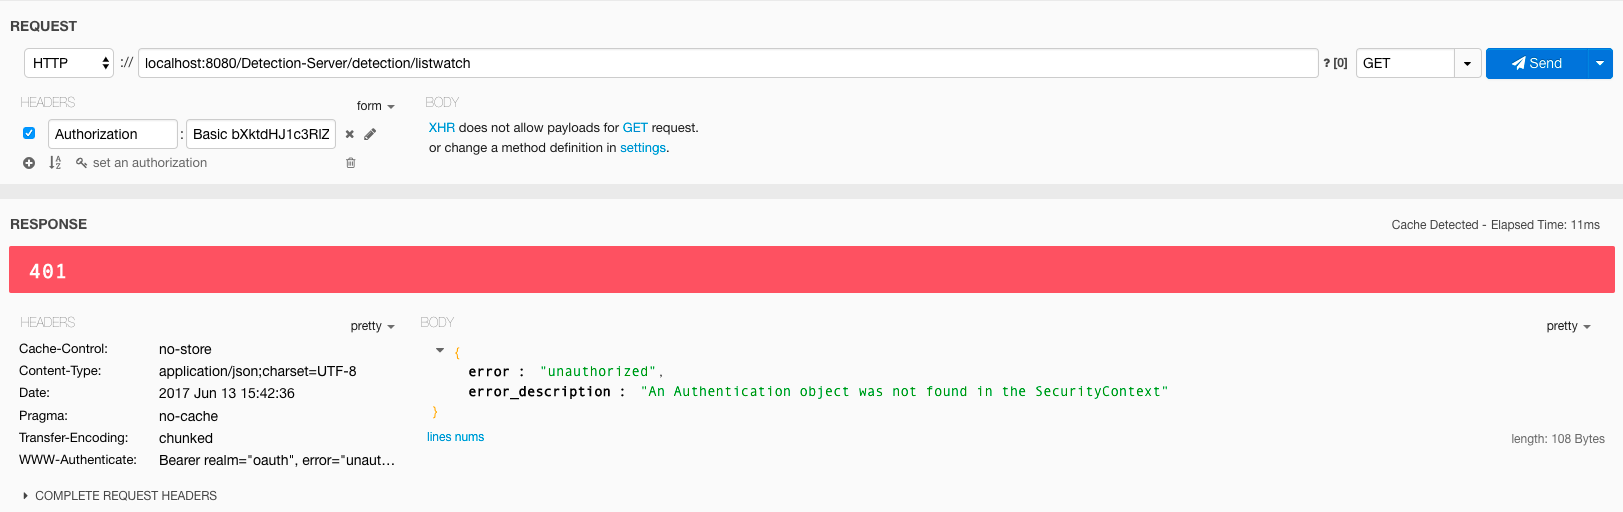 REQUEST
HTTP :// localhost:8080/Detection-Server/detection/listwatch ? [0] GET Send
HEADERS form BODY
Authorization : Basic bXktdHJ1c3RlZ
XHR does not allow payloads for GET request.
or change a method definition in settings.
set an authorization
RESPONSE Cache Detected - Elapsed Time: 11ms
401
HEADERS pretty BODY pretty
Cache-Control: no-store
Content-Type: application/json;charset=UTF-8
Date: 2017 Jun 13 15:42:36
Pragma: no-cache
Transfer-Encoding: chunked
WWW-Authenticate: Bearer realm="oauth", error="unaut...
{
error : "unauthorized",
error_description : "An Authentication object was not found in the SecurityContext"
}
lines nums length: 108 Bytes
COMPLETE REQUEST HEADERS